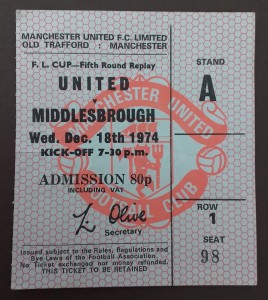 MANCHESTER UNITED F.C. LIMITED
OLD TRAFFORD : MANCHESTER
F. L. CUP—Fifth Round Replay
UNITED
v
MIDDLESBROUGH
Wed. Dec. 18th 1974
KICK-OFF 7-30 p.m.
ADMISSION 80p
INCLUDING VAT
L. Olive
Secretary
Issued subject to the Rules, Regulations and
Bye Laws of the Football Association.
No Ticket exchanged nor money refunded.
THIS TICKET TO BE RETAINED
STAND
A
ROW
1
SEAT
98
MANCHESTER UNITED
FOOTBALL CLUB